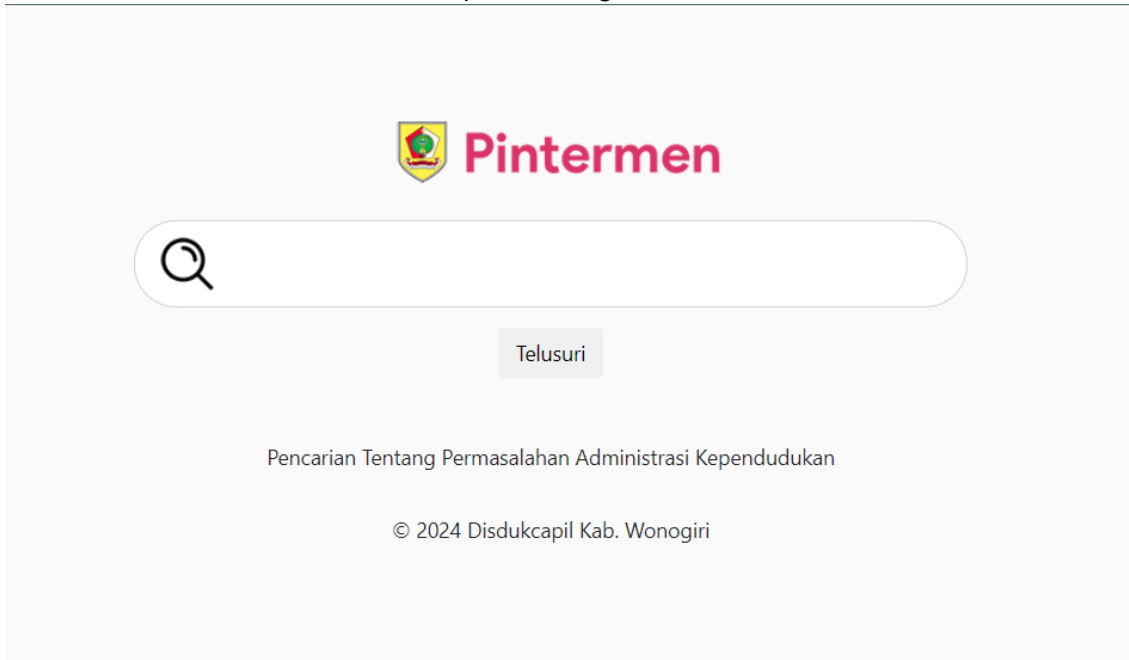 Pintermen
Telusuri
Pencarian Tentang Permasalahan Administrasi Kependudukan
© 2024 Disdukcapil Kab. Wonogiri